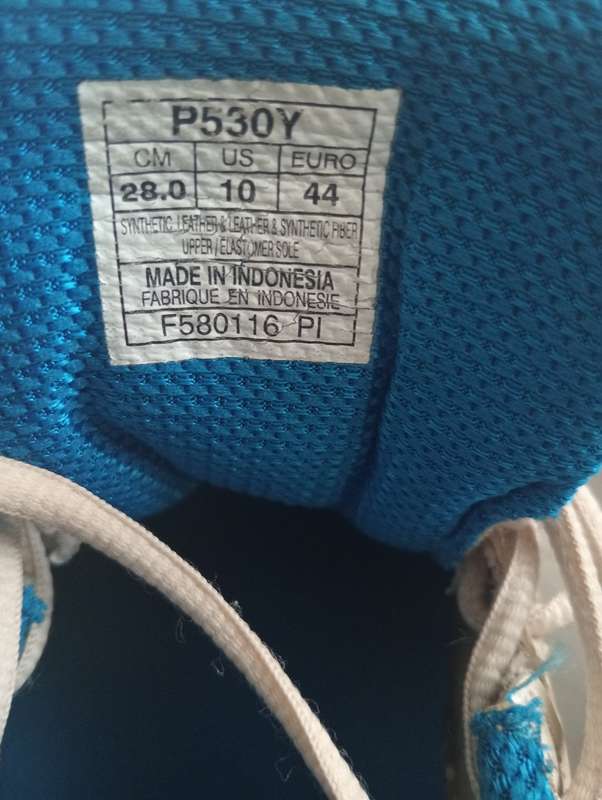 P530Y
CM US EURO
28.0 10 44
SYNTHETIC LEATHER & LEATHER & SYNTHETIC FIBER
UPPER / ELASTOMER SOLE
MADE IN INDONESIA
FABRIQUE EN INDONESIE
F580116 PI